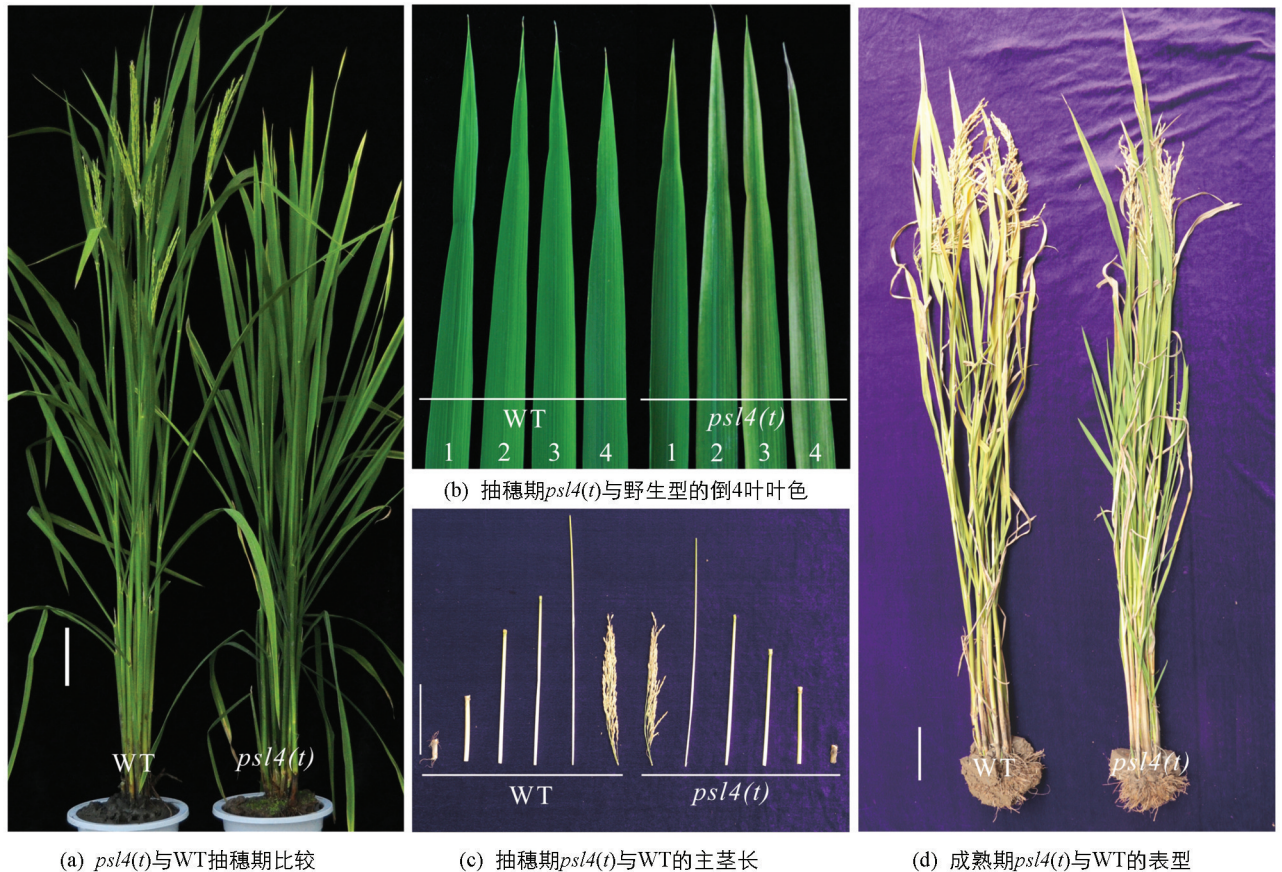 WT
psl4(t)
(a) psl4(t)与WT抽穗期比较
WT
psl4(t)
1 2 3 4 1 2 3 4
(b) 抽穗期psl4(t)与野生型的倒4叶叶色
WT
psl4(t)
(c) 抽穗期psl4(t)与WT的主茎长
WT
psl4(t)
(d) 成熟期psl4(t)与WT的表型